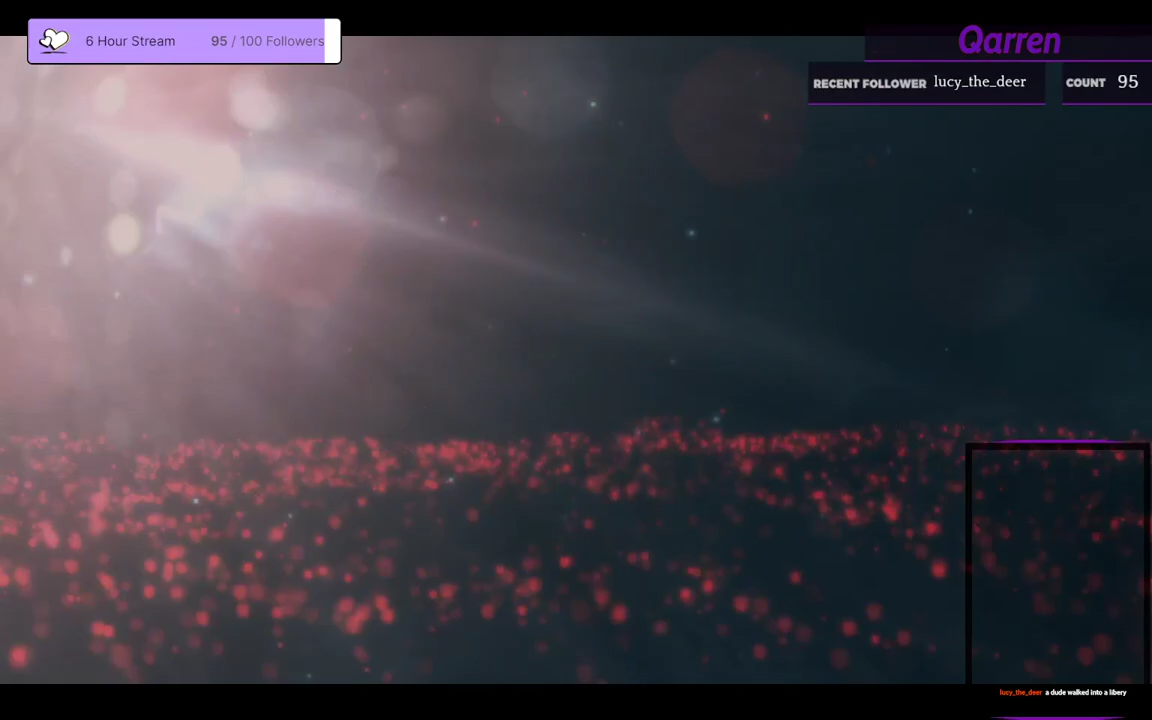 6 Hour Stream 95 / 100 Followers
Qarren
RECENT FOLLOWER lucy_the_deer COUNT 95
lucy_the_deer a dude walked into a libery